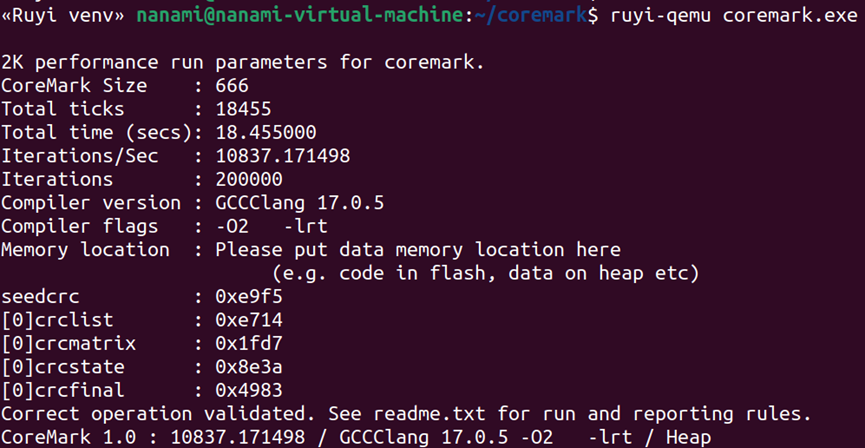 «Ruyi venv» nanami@nanami-virtual-machine:~/coremark$ ruyi-qemu coremark.exe
2K performance run parameters for coremark.
CoreMark Size    : 666
Total ticks      : 18455
Total time (secs): 18.455000
Iterations/Sec   : 10837.171498
Iterations       : 200000
Compiler version : GCCClang 17.0.5
Compiler flags   : -O2   -lrt
Memory location  : Please put data memory location here
                        (e.g. code in flash, data on heap etc)
seedcrc          : 0xe9f5
[0]crclist       : 0xe714
[0]crcmatrix     : 0x1fd7
[0]crcstate      : 0x8e3a
[0]crcfinal      : 0x4983
Correct operation validated. See readme.txt for run and reporting rules.
CoreMark 1.0 : 10837.171498 / GCCClang 17.0.5 -O2   -lrt / Heap